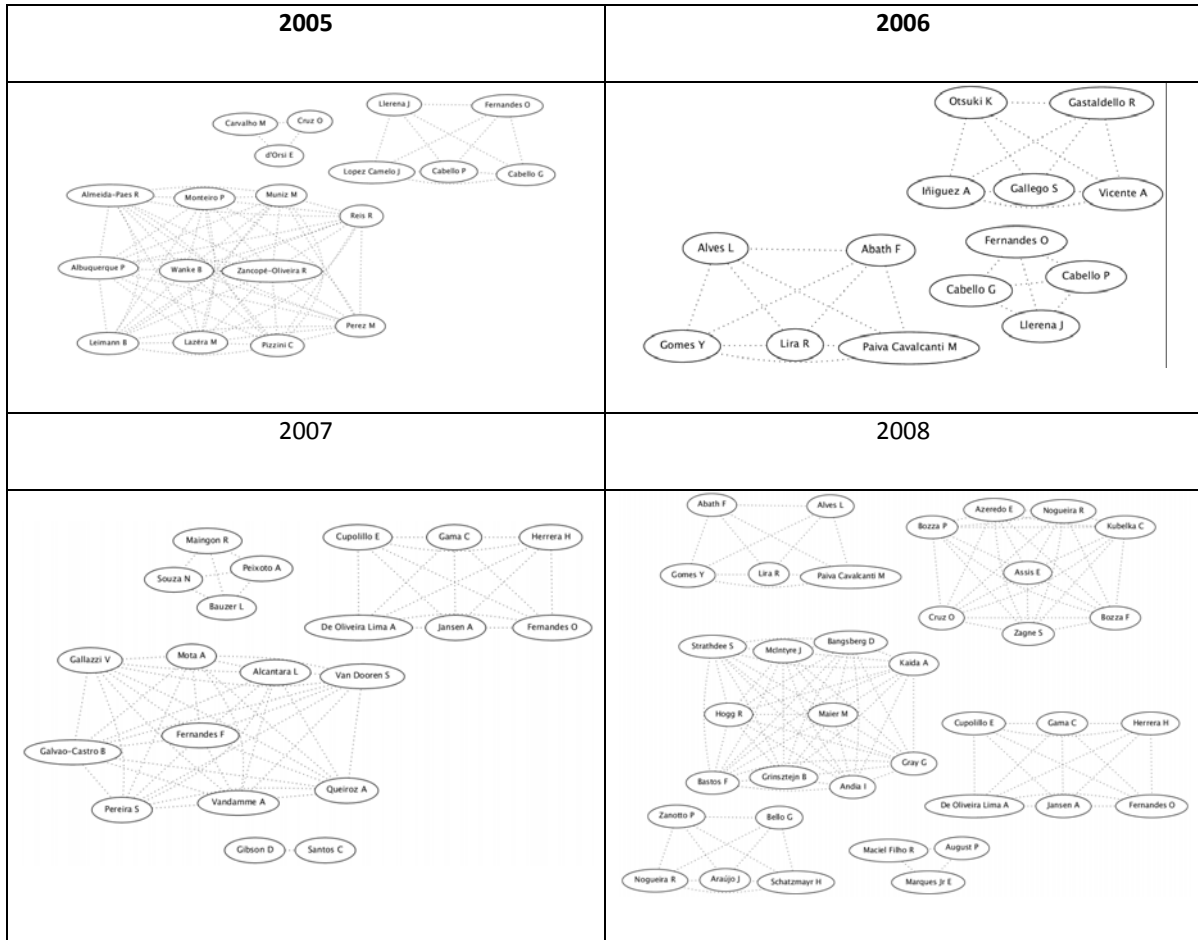 2005
2006
Llerena J
Fernandes O
Carvalho M
Cruz O
d'Orsi E
Lopez Camelo J
Cabello P
Cabello G
Almeida-Paes R
Monteiro P
Muniz M
Reis R
Albuquerque P
Wanke B
Zancopé-Oliveira R
Perez M
Leimann B
Lazéra M
Pizzini C
Otsuki K
Gastaldello R
Iñiguez A
Gallego S
Vicente A
Alves L
Abath F
Fernandes O
Cabello P
Cabello G
Llerena J
Gomes Y
Lira R
Paiva Cavalcanti M
2007
2008
Maingon R
Peixoto A
Souza N
Bauzer L
Cupolillo E
Gama C
Herrera H
De Oliveira Lima A
Jansen A
Fernandes O
Gallazzi V
Mota A
Alcantara L
Van Dooren S
Fernandes F
Galvao-Castro B
Queiroz A
Pereira S
Vandamme A
Gibson D
Santos C
Abath F
Alves L
Gomes Y
Lira R
Paiva Cavalcanti M
Azeredo E
Nogueira R
Bozza P
Kubelka C
Assis E
Cruz O
Bozza F
Zagne S
Strathdee S
McIntyre J
Bangsberg D
Kaida A
Hogg R
Maier M
Gray G
Bastos F
Grinsztejn B
Andia I
Cupolillo E
Gama C
Herrera H
De Oliveira Lima A
Jansen A
Fernandes O
Zanotto P
Bello G
Nogueira R
Araújo J
Schatzmayr H
Maciel Filho R
August P
Marques Jr E